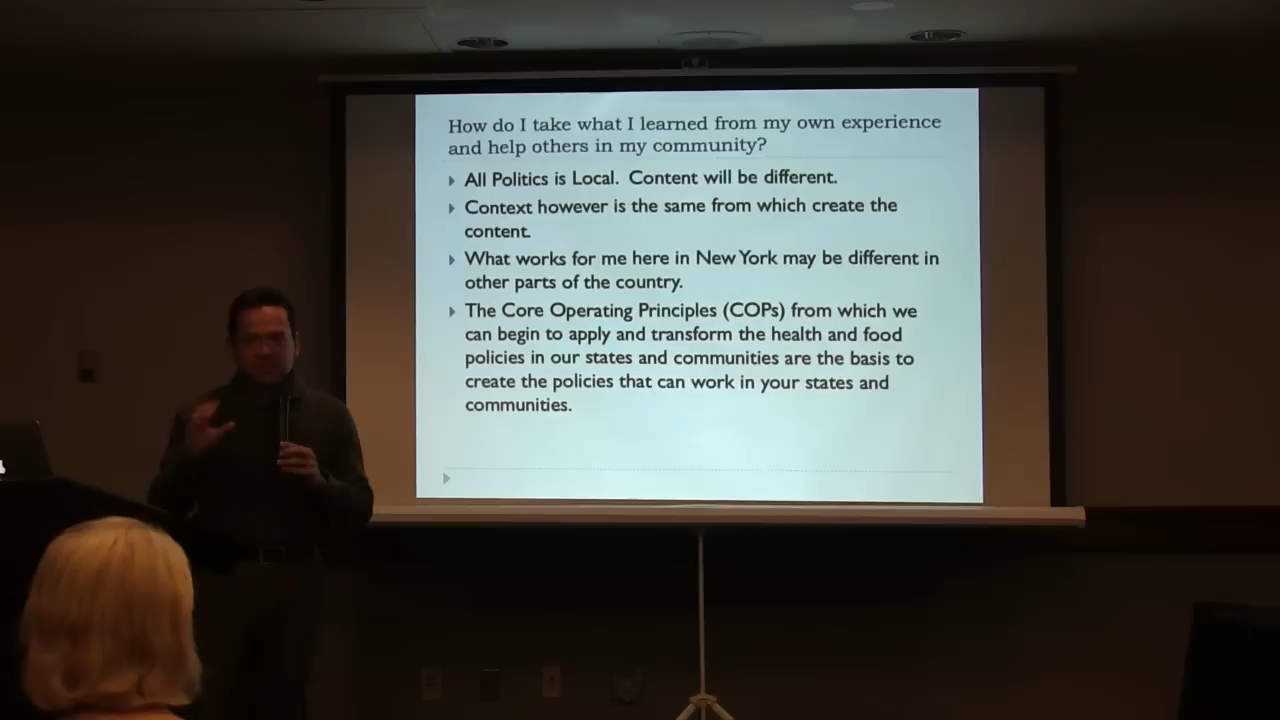 How do I take what I learned from my own experience
and help others in my community?
All Politics is Local.  Content will be different.
Context however is the same from which create the
content.
What works for me here in New York may be different in
other parts of the country.
The Core Operating Principles (COPs) from which we
can begin to apply and transform the health and food
policies in our states and communities are the basis to
create the policies that can work in your states and
communities.